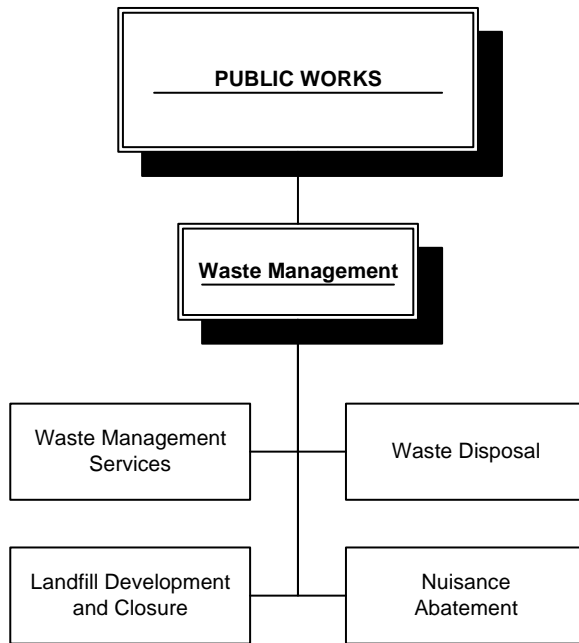 PUBLIC WORKS
Waste Management
Waste Management
Services
Waste Disposal
Landfill Development
and Closure
Nuisance
Abatement